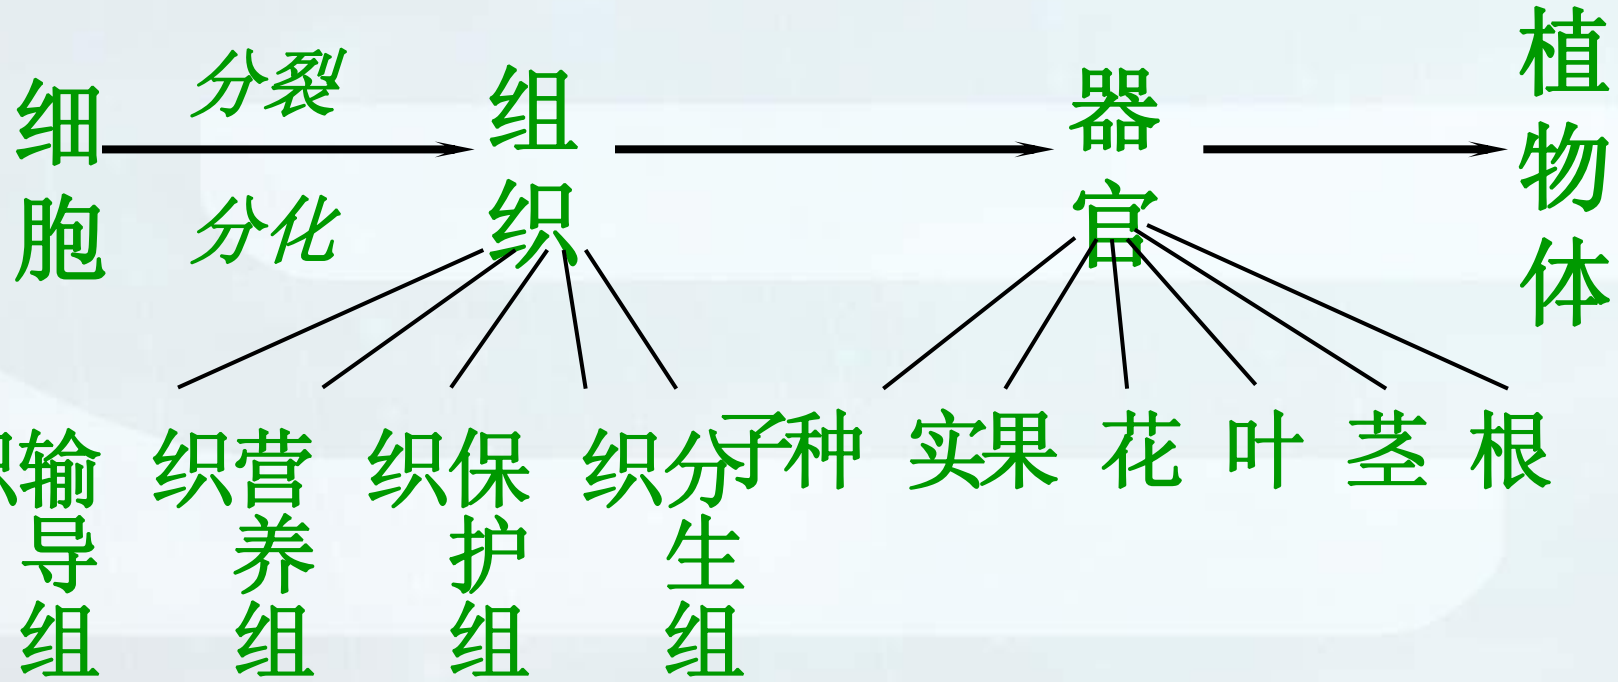 细胞
分裂
分化
组织
器官
植物体
输导组织
营养组织
保护组织
分生组织
种子
果实
花
叶
茎
根